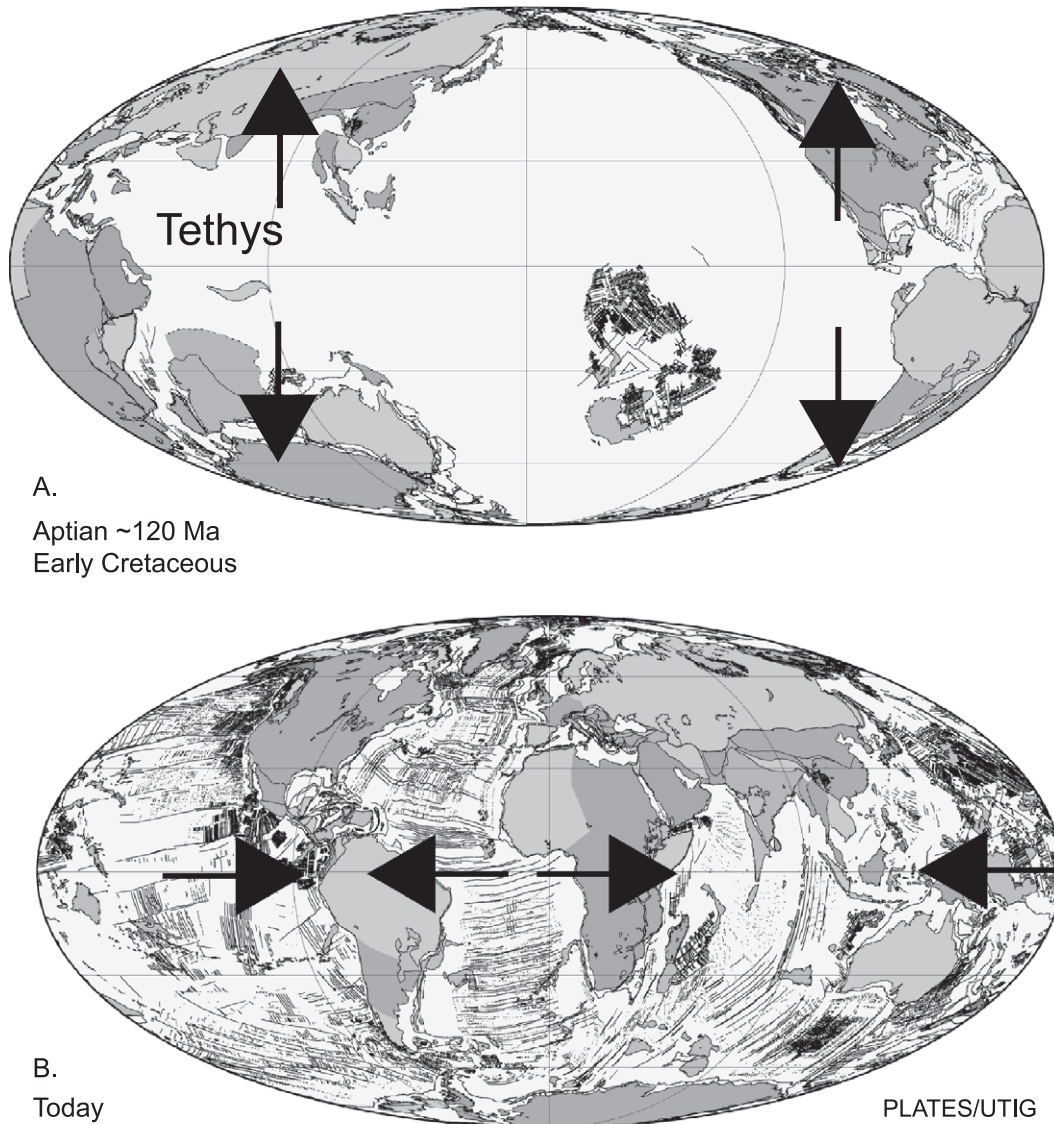 Tethys
A.
Aptian ~120 Ma
Early Cretaceous
B.
Today
PLATES/UTIG